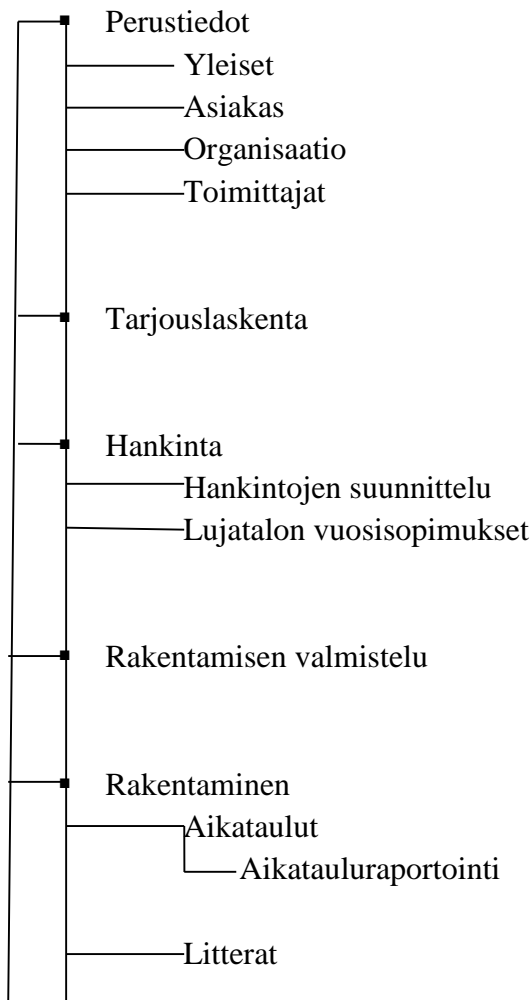 Perustiedot
Yleiset
Asiakas
Organisaatio
Toimittajat
Tarjouslaskenta
Hankinta
Hankintojen suunnittelu
Lujatalon vuosisopimukset
Rakentamisen valmistelu
Rakentaminen
Aikataulut
Aikatauluraportointi
Litterat